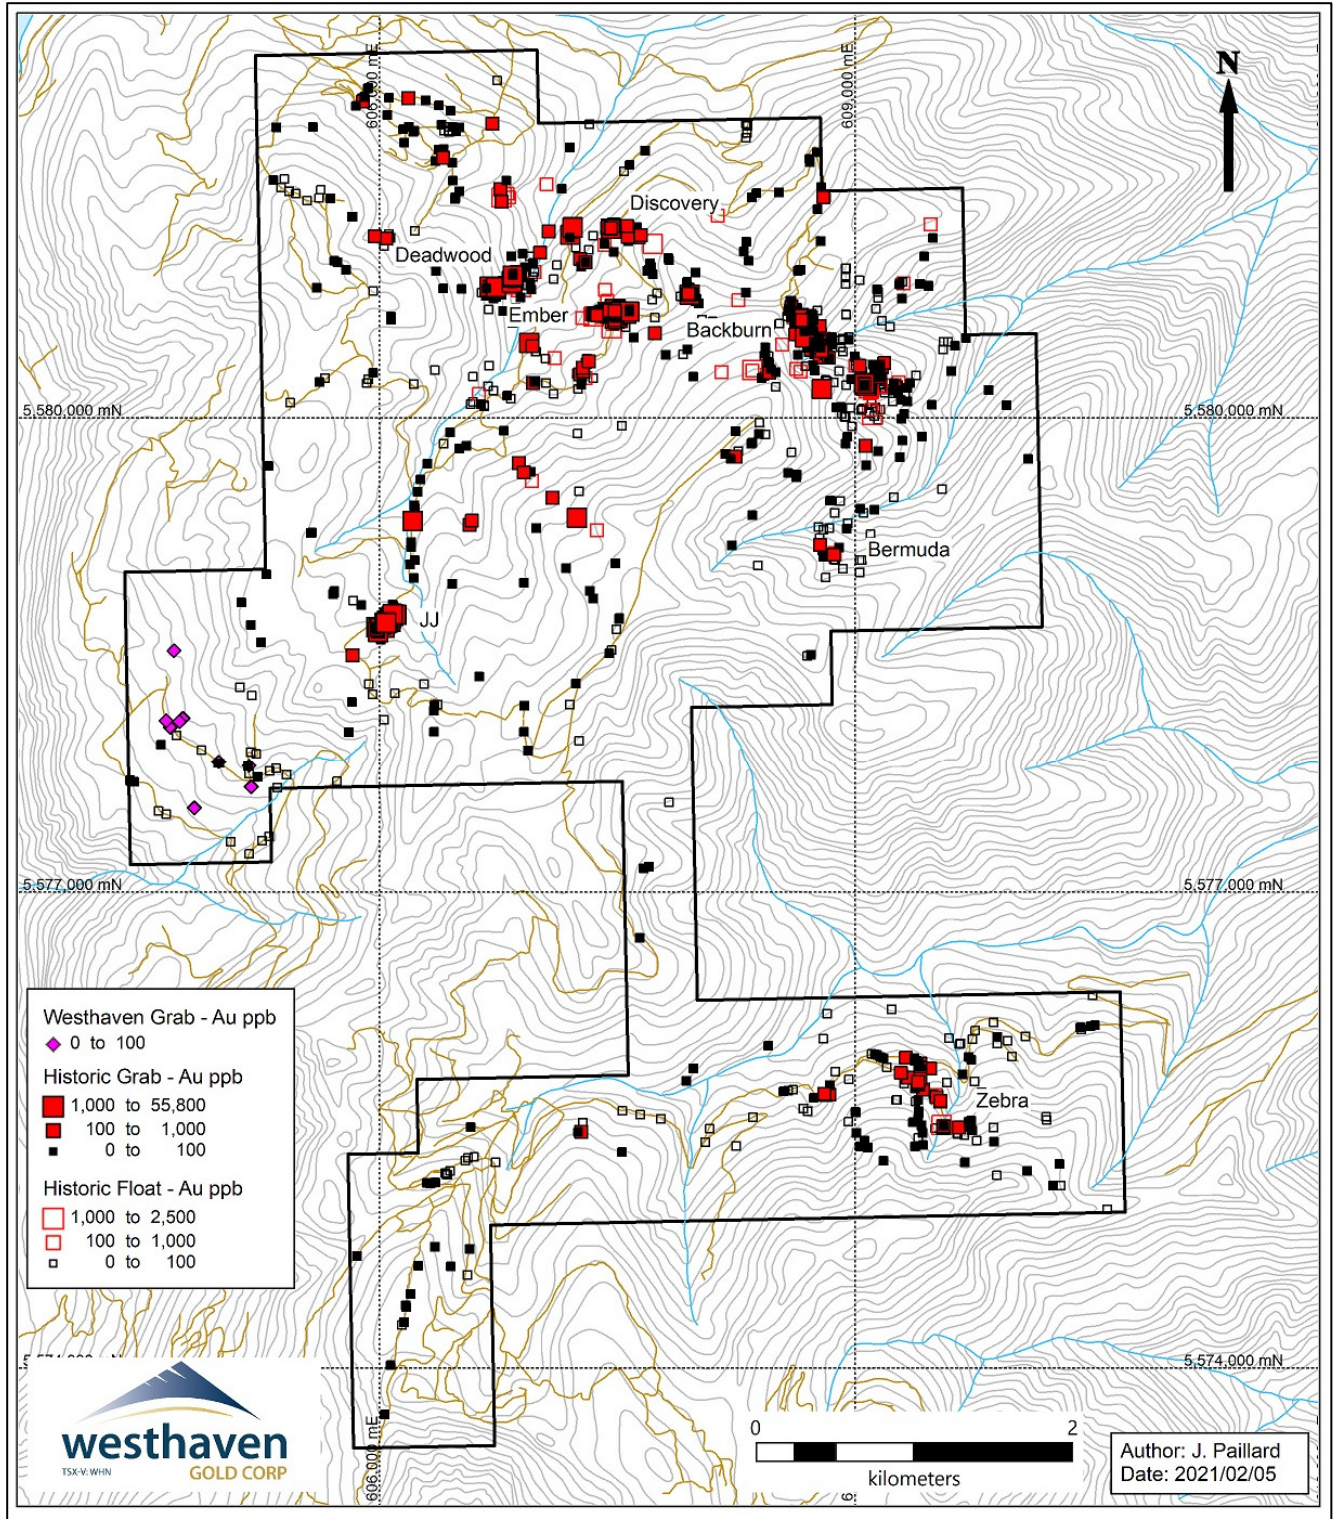 606,000 mE
609,000 mE
N
Discovery
Deadwood
Ember
Backburn
5,580,000 mN
5,580,000 mN
Bermuda
JJ
5,577,000 mN
5,577,000 mN
Westhaven Grab - Au ppb
0 to 100
Historic Grab - Au ppb
1,000 to 55,800
100 to 1,000
0 to 100
Historic Float - Au ppb
1,000 to 2,500
100 to 1,000
0 to 100
Zebra
5,574,000 mN
westhaven
TSX-V: WHN
GOLD CORP
606,000 mE
0
2
kilometers
Author: J. Paillard
Date: 2021/02/05